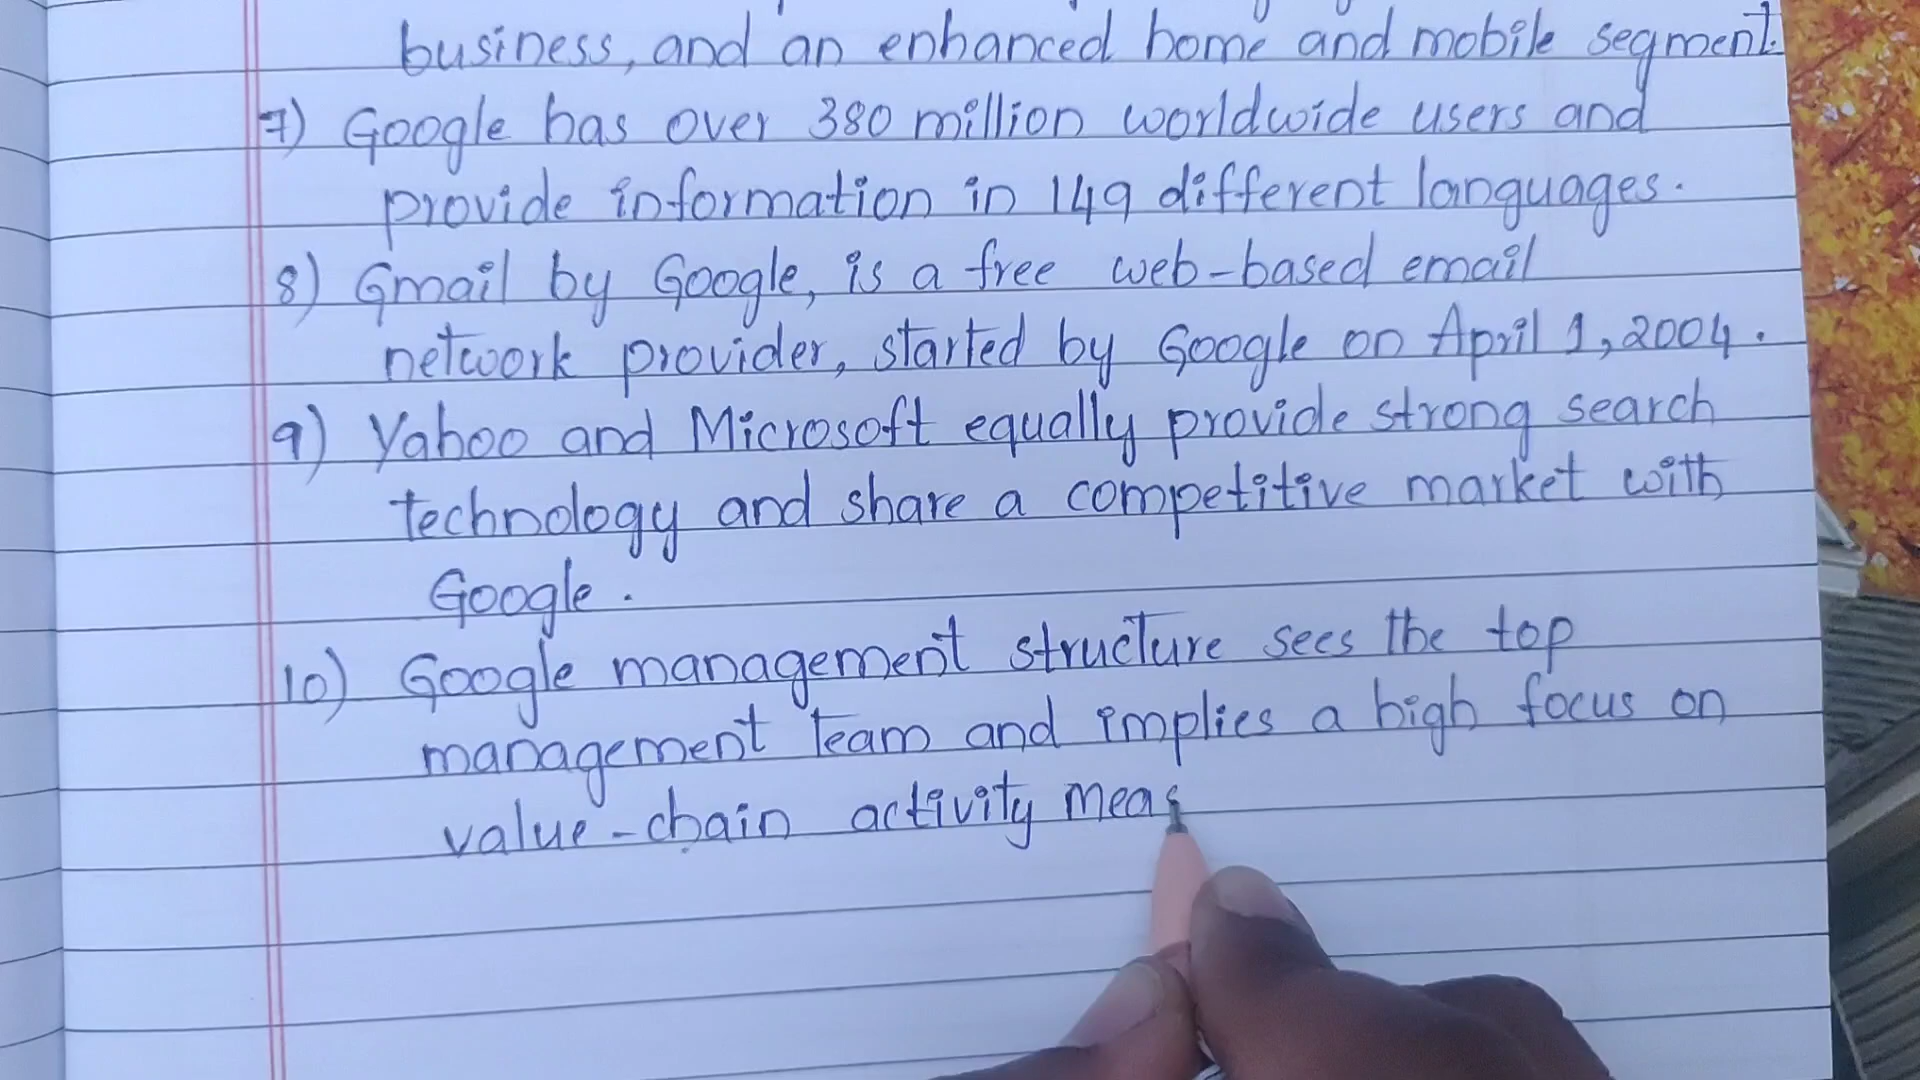 business, and an enhanced home and mobile segment.
7) Google has over 380 million worldwide users and
provide information in 149 different languages.
8) Gmail by Google, is a free web-based email
network provider, started by Google on April 1, 2004.
9) Yahoo and Microsoft equally provide strong search
technology and share a competitive market with
Google.
10) Google management structure sees the top
management team and implies a high focus on
value-chain activity meas